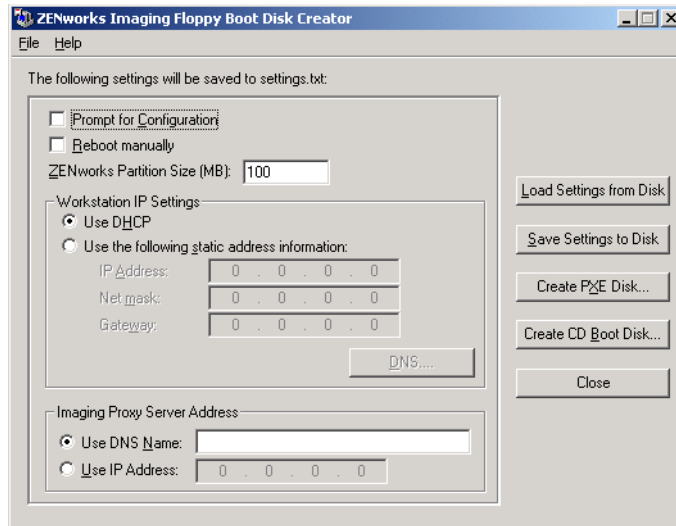 ZENworks Imaging Floppy Boot Disk Creator
File Help
The following settings will be saved to settings.txt:
Prompt for Configuration
Reboot manually
ZENworks Partition Size (MB): 100
Workstation IP Settings
Use DHCP
Use the following static address information:
IP Address: 0 . 0 . 0 . 0
Net mask: 0 . 0 . 0 . 0
Gateway: 0 . 0 . 0 . 0
DNS....
Imaging Proxy Server Address
Use DNS Name:
Use IP Address: 0 . 0 . 0 . 0
Load Settings from Disk
Save Settings to Disk
Create PXE Disk...
Create CD Boot Disk...
Close